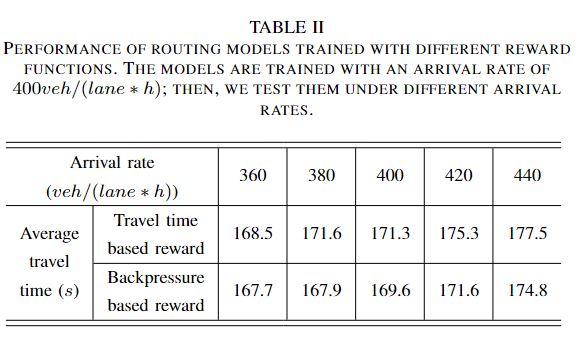 TABLE II
PERFORMANCE OF ROUTING MODELS TRAINED WITH DIFFERENT REWARD
FUNCTIONS. THE MODELS ARE TRAINED WITH AN ARRIVAL RATE OF
400veh/(lane * h); THEN, WE TEST THEM UNDER DIFFERENT ARRIVAL
RATES.
Arrival rate
(veh/(lane * h)) 360 380 400 420 440
Average
travel
time (s)
Travel time
based reward 168.5 171.6 171.3 175.3 177.5
Backpressure
based reward 167.7 167.9 169.6 171.6 174.8